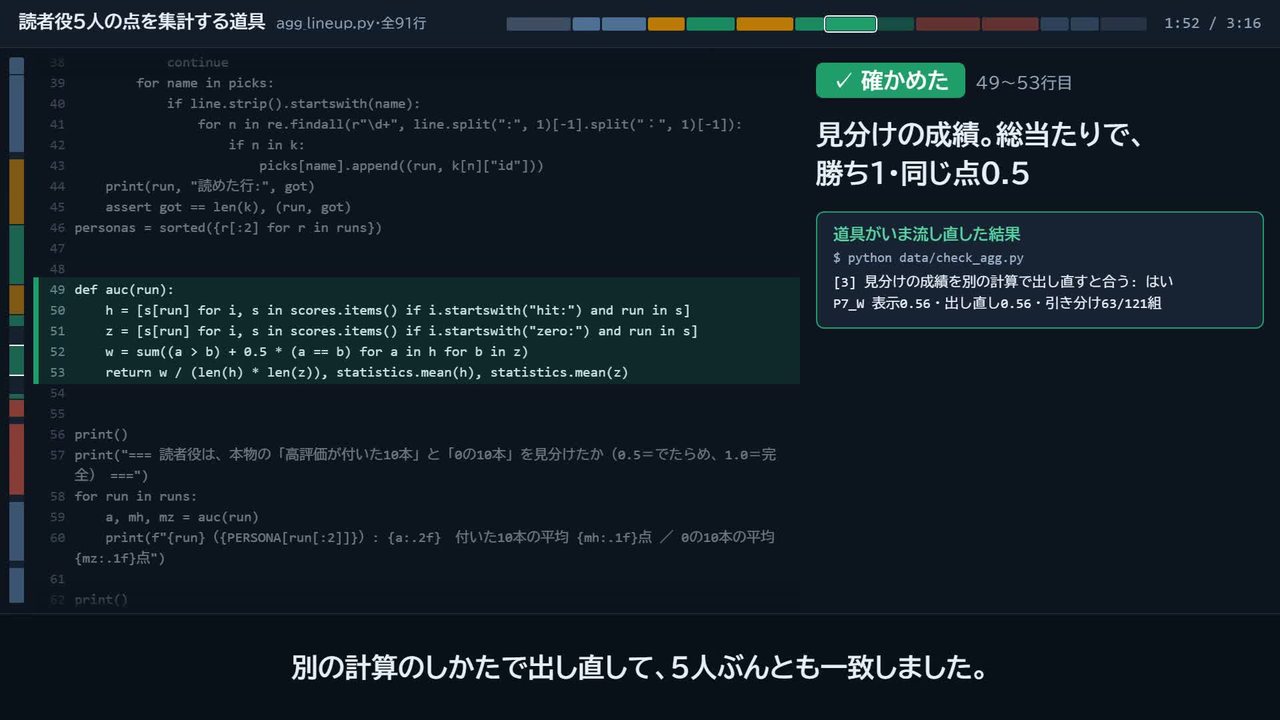 読者役5人の点を集計する道具 agg_lineup.py・全91行
1:52 / 3:16
38 continue
39 for name in picks:
40 if line.strip().startswith(name):
41 for n in re.findall(r"\d+", line.split(":", 1)[-1].split("：", 1)[-1]):
42 if n in k:
43 picks[name].append((run, k[n]["id"]))
44 print(run, "読めた行:", got)
45 assert got == len(k), (run, got)
46 personas = sorted({r[:2] for r in runs})
47
48
49 def auc(run):
50 h = [s[run] for i, s in scores.items() if i.startswith("hit:") and run in s]
51 z = [s[run] for i, s in scores.items() if i.startswith("zero:") and run in s]
52 w = sum((a > b) + 0.5 * (a == b) for a in h for b in z)
53 return w / (len(h) * len(z)), statistics.mean(h), statistics.mean(z)
54
55
56 print()
57 print("=== 読者役は、本物の「高評価が付いた10本」と「0の10本」を見分けたか（0.5＝でたらめ、1.0＝完
全） ===")
58 for run in runs:
59 a, mh, mz = auc(run)
60 print(f"{run}（{PERSONA[run[:2]]}）: {a:.2f}　付いた10本の平均 {mh:.1f}点 ／ 0の10本の平均
{mz:.1f}点")
61
62 print()
✓ 確かめた 49〜53行目
見分けの成績。総当たりで、
勝ち1・同じ点0.5
道具がいま流し直した結果
$ python data/check_agg.py
[3] 見分けの成績を別の計算で出し直すと合う: はい
P7_W 表示0.56・出し直し0.56・引き分け63/121組
別の計算のしかたで出し直して、5人ぶんとも一致しました。